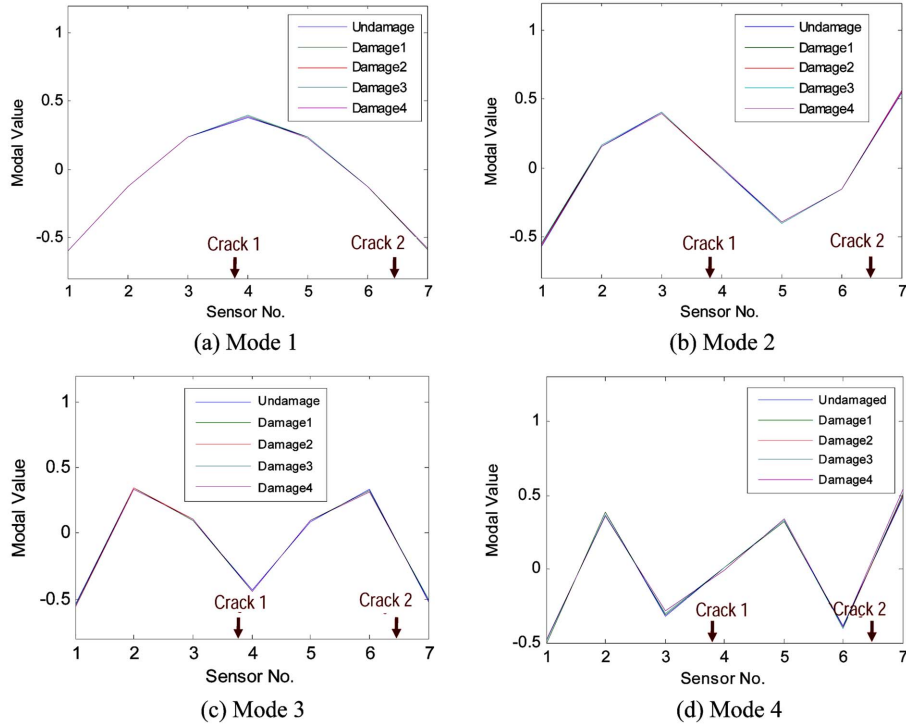 1
0.5
0
-0.5
Modal Value
Undamage
Damage1
Damage2
Damage3
Damage4
Crack 1
Crack 2
1 2 3 4 5 6 7
Sensor No.
(a) Mode 1
1
0.5
0
-0.5
Modal Value
Undamage
Damage1
Damage2
Damage3
Damage4
Crack 1
Crack 2
1 2 3 4 5 6 7
Sensor No.
(b) Mode 2
1
0.5
0
-0.5
Modal Value
Undamage
Damage1
Damage2
Damage3
Damage4
Crack 1
Crack 2
1 2 3 4 5 6 7
Sensor No.
(c) Mode 3
1
0.5
0
-0.5
Modal Value
Undamaged
Damage1
Damage2
Damage3
Damage4
Crack 1
Crack 2
1 2 3 4 5 6 7
Sensor No.
(d) Mode 4